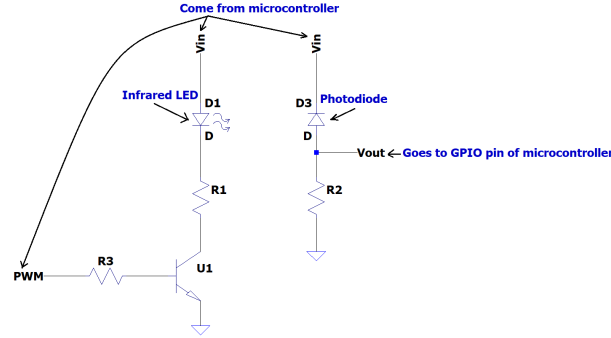 Come from microcontroller
Vin
Vin
Infrared LED
D1
D
D3
Photodiode
D
Vout
Goes to GPIO pin of microcontroller
R1
R2
R3
U1
PWM